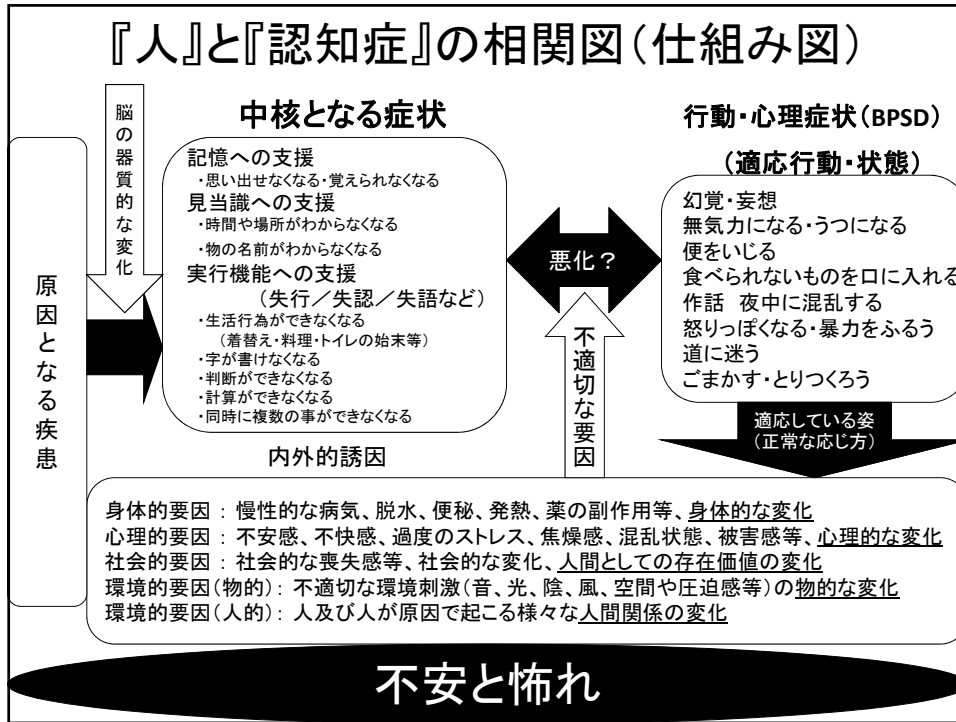 『人』と『認知症』の相関図(仕組み図)
脳の器質的な変化
原因となる疾患
中核となる症状
記憶への支援
・思い出せなくなる・覚えられなくなる
見当識への支援
・時間や場所がわからなくなる
・物の名前がわからなくなる
実行機能への支援
(失行/失認/失語など)
・生活行為ができなくなる
(着替え・料理・トイレの始末等)
・字が書けなくなる
・判断ができなくなる
・計算ができなくなる
・同時に複数の事ができなくなる
悪化?
不適切な要因
行動・心理症状(BPSD)
(適応行動・状態)
幻覚・妄想
無気力になる・うつになる
便をいじる
食べられないものを口に入れる
作話 夜中に混乱する
怒りっぽくなる・暴力をふるう
道に迷う
ごまかす・とりつくろう
適応している姿
(正常な応じ方)
内外的誘因
身体的要因 : 慢性的な病気、脱水、便秘、発熱、薬の副作用等、身体的な変化
心理的要因 : 不安感、不快感、過度のストレス、焦燥感、混乱状態、被害感等、心理的な変化
社会的要因 : 社会的な喪失感等、社会的な変化、人間としての存在価値の変化
環境的要因(物的) : 不適切な環境刺激(音、光、陰、風、空間や圧迫感等)の物的な変化
環境的要因(人的) : 人及び人が原因で起こる様々な人間関係の変化
不安と怖れ